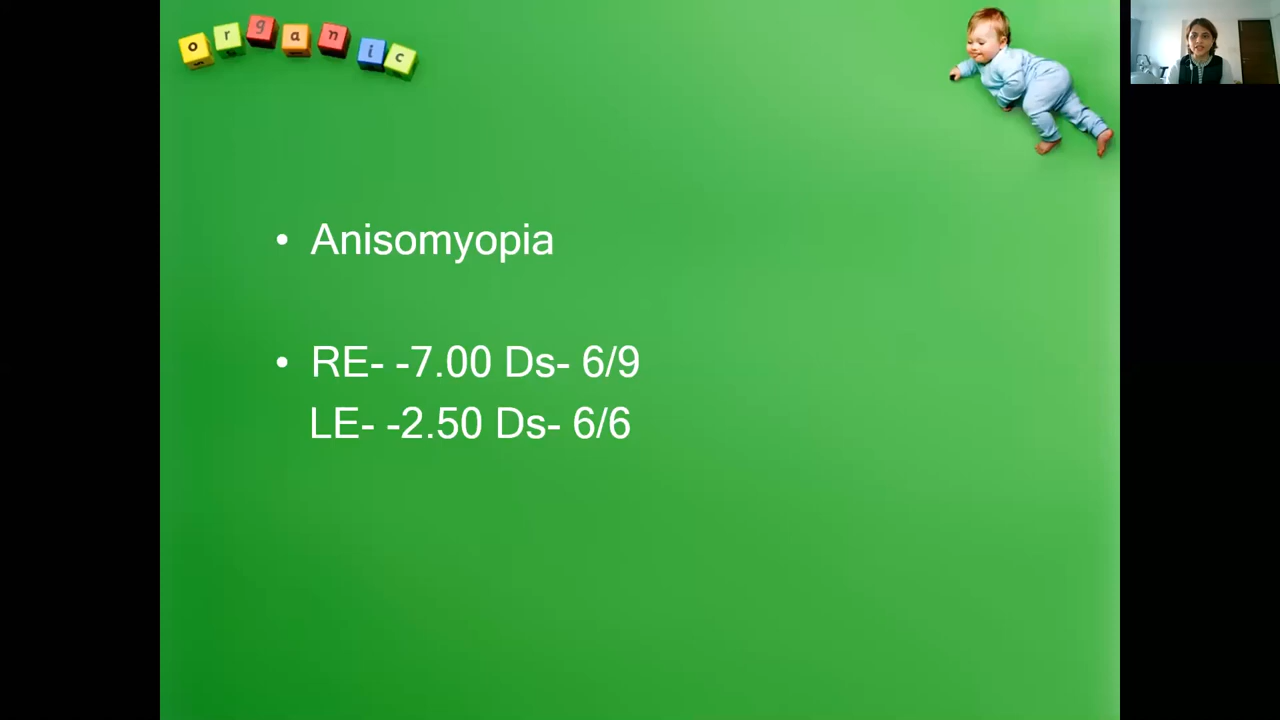 organic
• Anisomyopia
• RE- -7.00 Ds- 6/9
LE- -2.50 Ds- 6/6